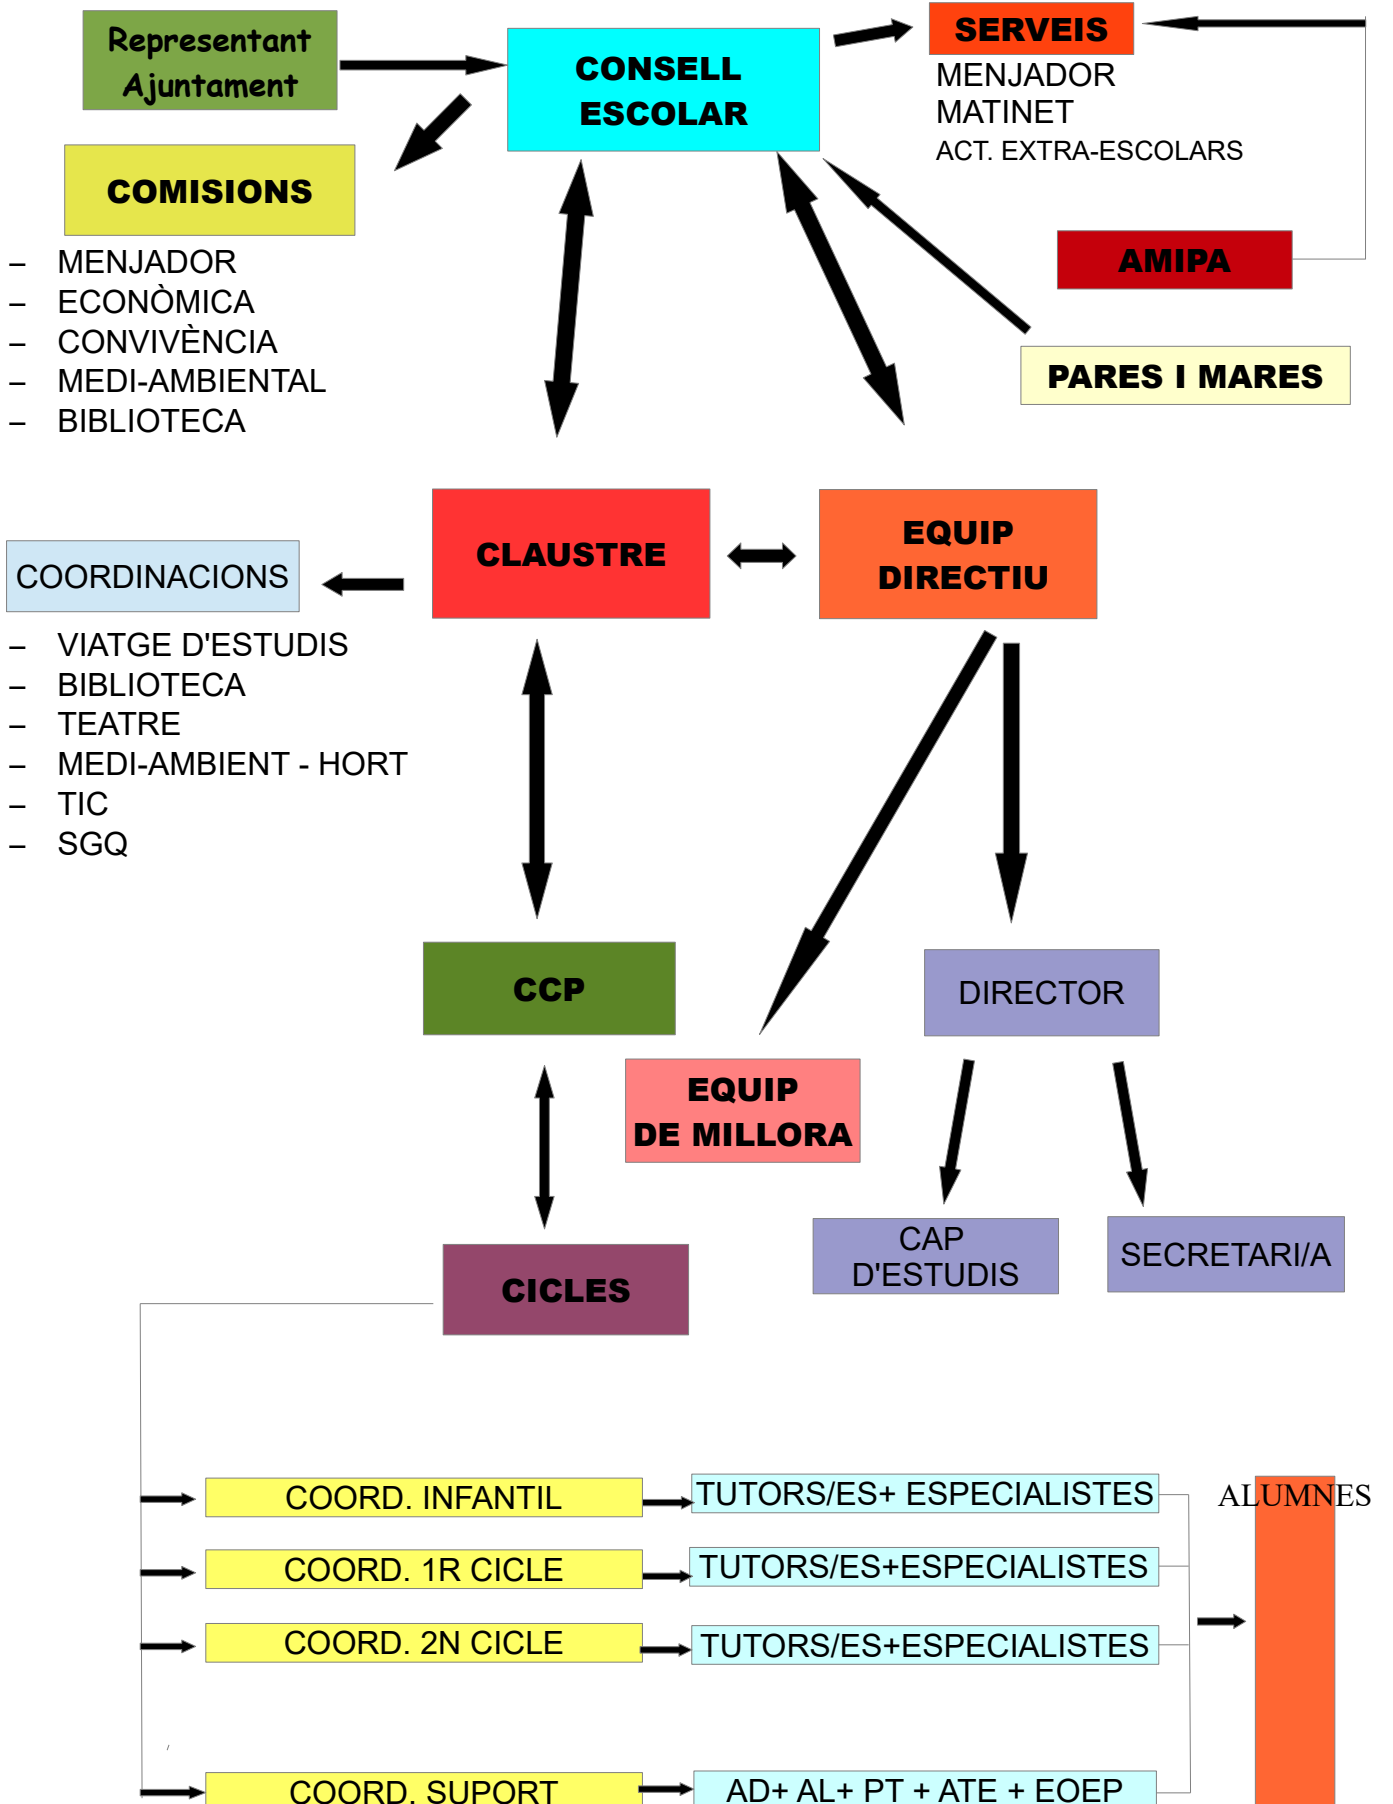 Representant
Ajuntament
CONSELL
ESCOLAR
SERVEIS
MENJADOR
MATINET
ACT. EXTRA-ESCOLARS
COMISIONS
– MENJADOR
– ECONÒMICA
– CONVIVÈNCIA
– MEDI-AMBIENTAL
– BIBLIOTECA
AMIPA
PARES I MARES
CLAUSTRE
EQUIP
DIRECTIU
COORDINACIONS
– VIATGE D'ESTUDIS
– BIBLIOTECA
– TEATRE
– MEDI-AMBIENT - HORT
– TIC
– SGQ
CCP
DIRECTOR
EQUIP
DE MILLORA
CAP
D'ESTUDIS
SECRETARI/A
CICLES
COORD. INFANTIL
TUTORS/ES+ ESPECIALISTES
ALUMNES
COORD. 1R CICLE
TUTORS/ES+ESPECIALISTES
COORD. 2N CICLE
TUTORS/ES+ESPECIALISTES
COORD. SUPORT
AD+ AL+ PT + ATE + EOEP